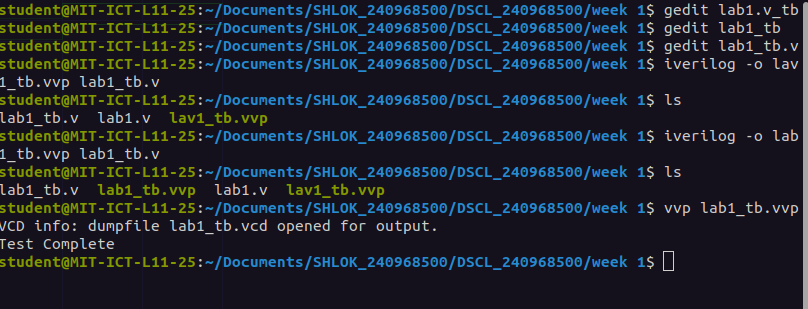 student@MIT-ICT-L11-25:~/Documents/SHLOK_240968500/DSCL_240968500/week 1$ gedit lab1.v_tb
student@MIT-ICT-L11-25:~/Documents/SHLOK_240968500/DSCL_240968500/week 1$ gedit lab1_tb
student@MIT-ICT-L11-25:~/Documents/SHLOK_240968500/DSCL_240968500/week 1$ gedit lab1_tb.v
student@MIT-ICT-L11-25:~/Documents/SHLOK_240968500/DSCL_240968500/week 1$ iverilog -o lav
1_tb.vvp lab1_tb.v
student@MIT-ICT-L11-25:~/Documents/SHLOK_240968500/DSCL_240968500/week 1$ ls
lab1_tb.v  lab1.v  lav1_tb.vvp
student@MIT-ICT-L11-25:~/Documents/SHLOK_240968500/DSCL_240968500/week 1$ iverilog -o lab
1_tb.vvp lab1_tb.v
student@MIT-ICT-L11-25:~/Documents/SHLOK_240968500/DSCL_240968500/week 1$ ls
lab1_tb.v  lab1_tb.vvp  lab1.v  lav1_tb.vvp
student@MIT-ICT-L11-25:~/Documents/SHLOK_240968500/DSCL_240968500/week 1$ vvp lab1_tb.vvp
VCD info: dumpfile lab1_tb.vcd opened for output.
Test Complete
student@MIT-ICT-L11-25:~/Documents/SHLOK_240968500/DSCL_240968500/week 1$